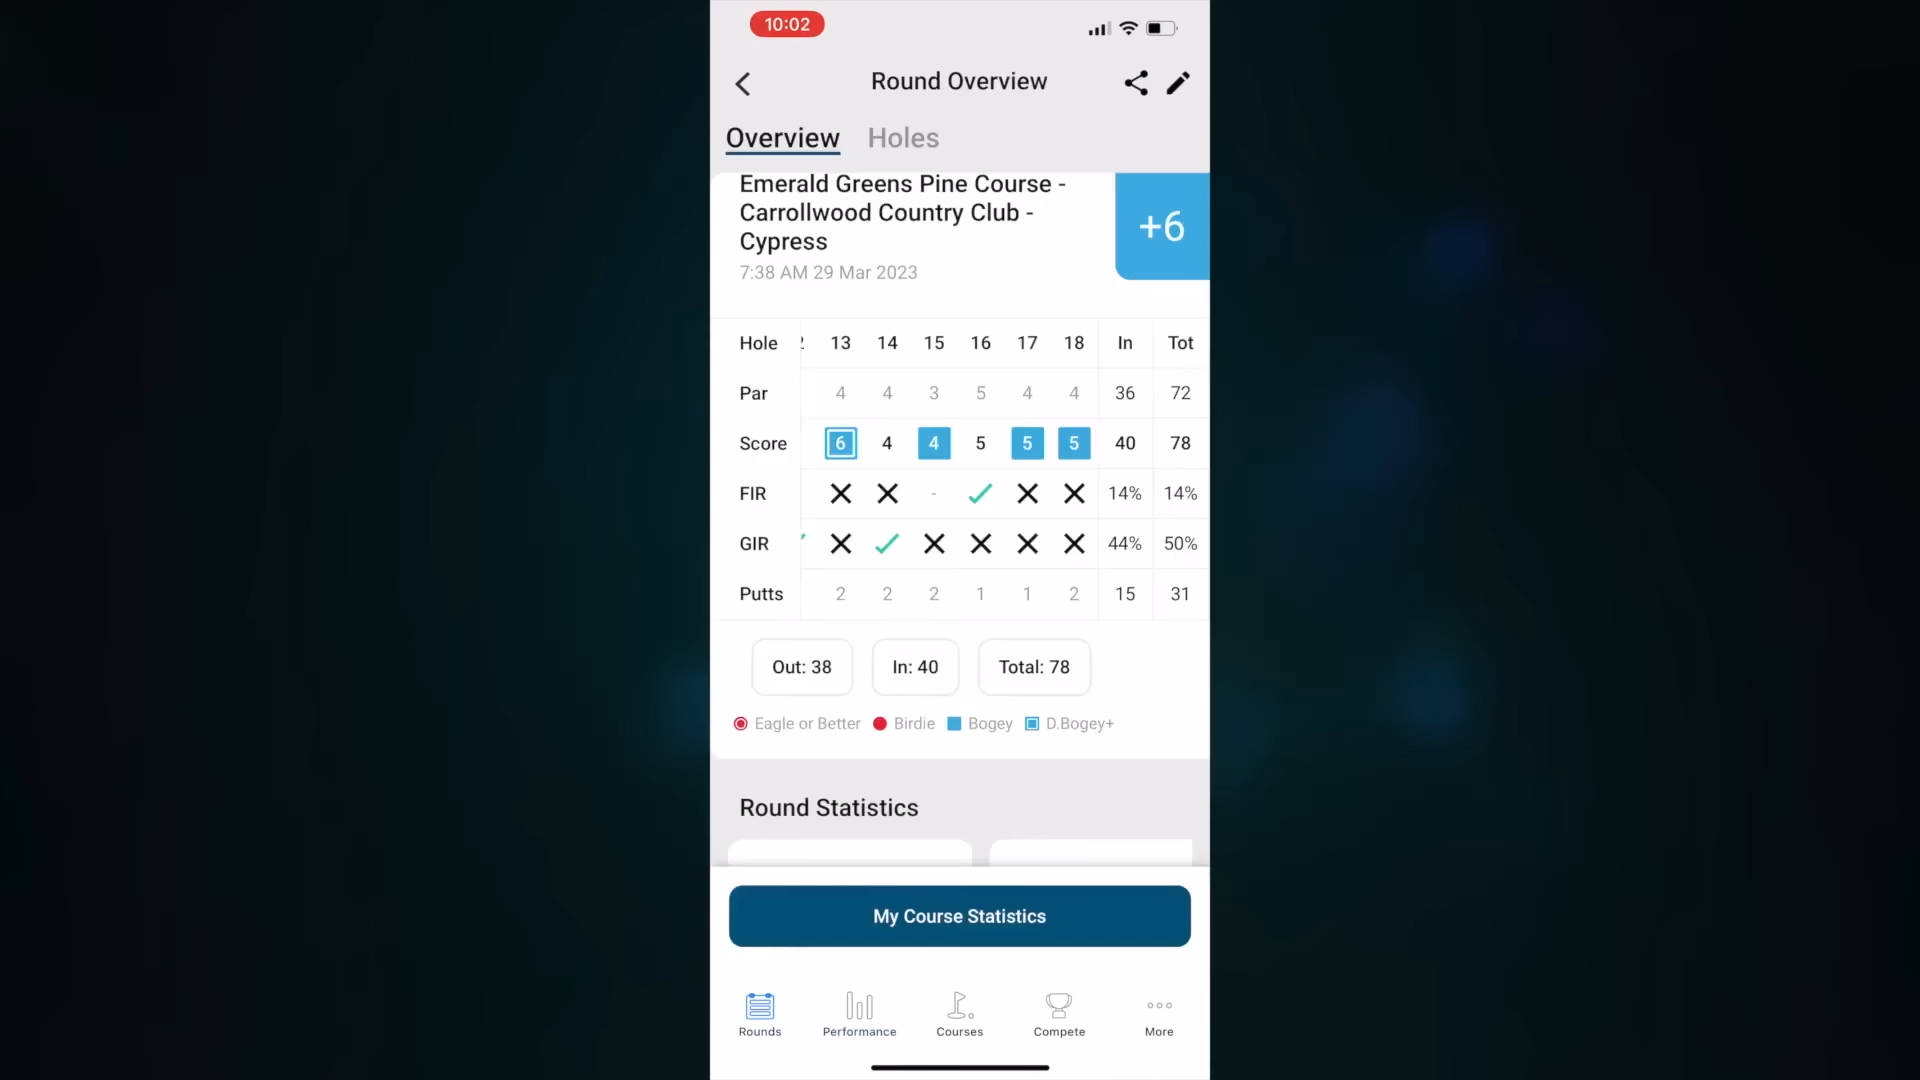 10:02
Round Overview
Overview Holes
Emerald Greens Pine Course -
Carrollwood Country Club -
Cypress
7:38 AM 29 Mar 2023
+6
Hole 13 14 15 16 17 18 In Tot
Par 4 4 3 5 4 4 36 72
Score 6 4 4 5 5 5 40 78
FIR - 14% 14%
GIR 44% 50%
Putts 2 2 2 1 1 2 15 31
Out: 38 In: 40 Total: 78
Eagle or Better Birdie Bogey D.Bogey+
Round Statistics
My Course Statistics
Rounds Performance Courses Compete More